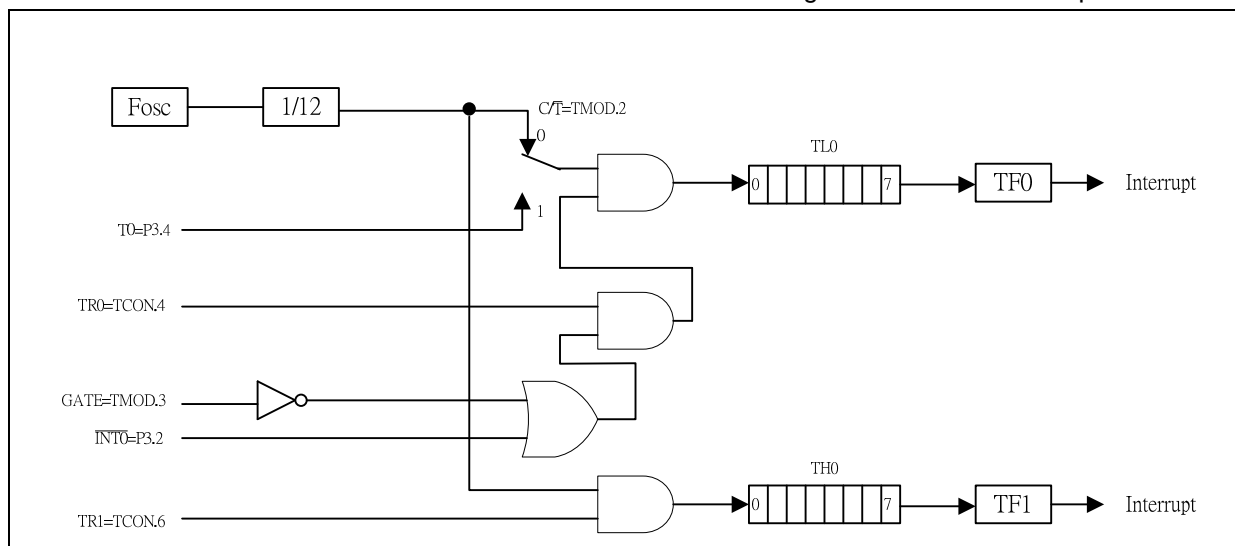 Fosc
1/12
C/T̅=TMOD.2
0
1
TL0
0
7
TF0
Interrupt
T0=P3.4
TR0=TCON.4
GATE=TMOD.3
I̅N̅T̅0̅=P3.2
TH0
0
7
TF1
Interrupt
TR1=TCON.6